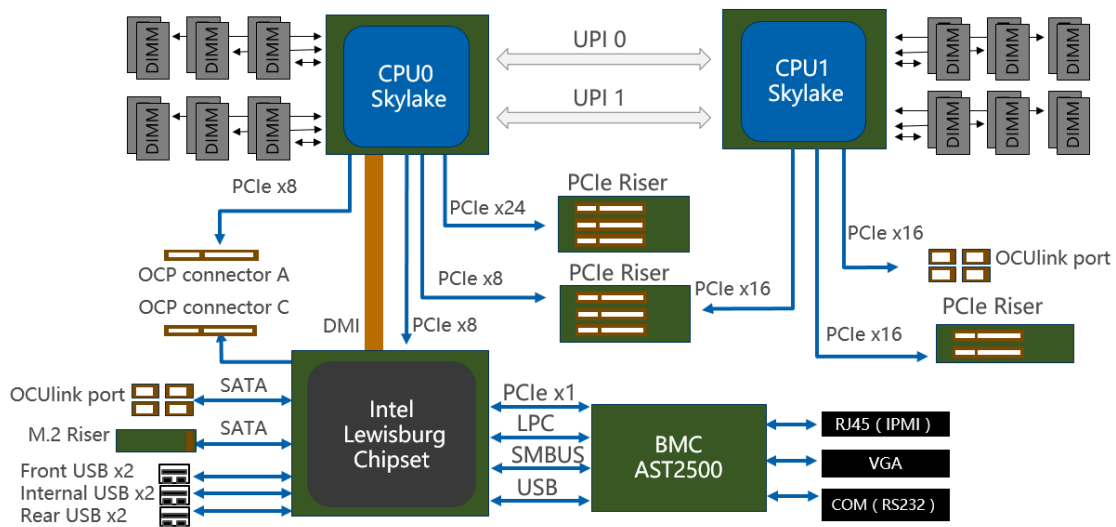 DIMM DIMM DIMM
DIMM DIMM DIMM
CPU0
Skylake
UPI 0
UPI 1
CPU1
Skylake
DIMM DIMM DIMM
DIMM DIMM DIMM
PCIe x8
PCIe x24
PCIe Riser
PCIe x16
OCUlink port
OCP connector A
OCP connector C
PCIe x8
PCIe Riser
PCIe x16
PCIe Riser
DMI
PCIe x8
PCIe x16
OCUlink port
SATA
M.2 Riser
SATA
Front USB x2
Internal USB x2
Rear USB x2
Intel
Lewisburg
Chipset
PCIe x1
LPC
SMBUS
USB
BMC
AST2500
RJ45 ( IPMI )
VGA
COM ( RS232 )